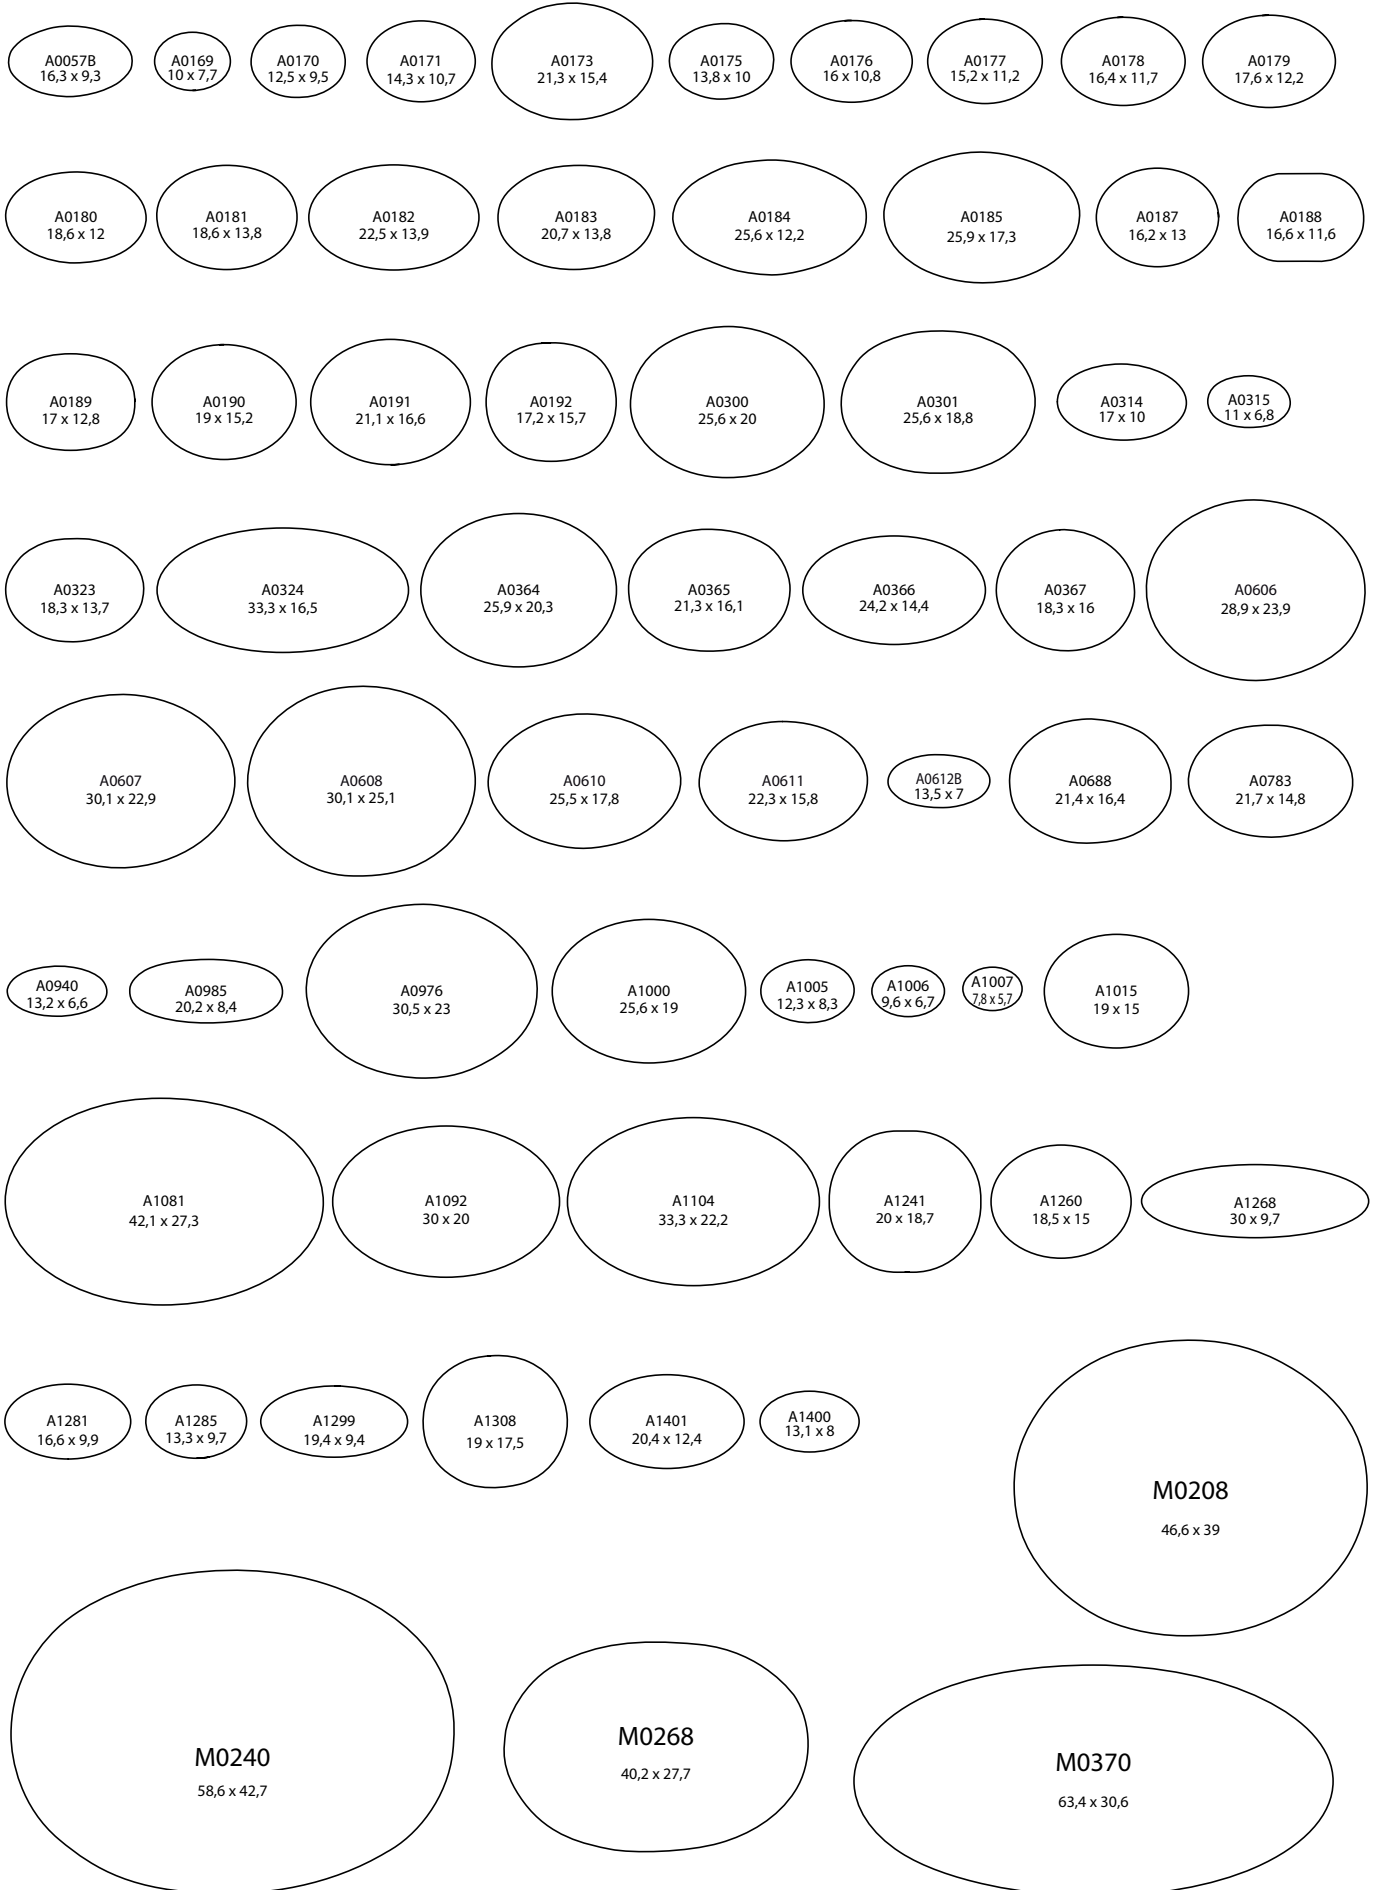 A0057B
16,3 x 9,3
A0169
10 x 7,7
A0170
12,5 x 9,5
A0171
14,3 x 10,7
A0173
21,3 x 15,4
A0175
13,8 x 10
A0176
16 x 10,8
A0177
15,2 x 11,2
A0178
16,4 x 11,7
A0179
17,6 x 12,2
A0180
18,6 x 12
A0181
18,6 x 13,8
A0182
22,5 x 13,9
A0183
20,7 x 13,8
A0184
25,6 x 12,2
A0185
25,9 x 17,3
A0187
16,2 x 13
A0188
16,6 x 11,6
A0189
17 x 12,8
A0190
19 x 15,2
A0191
21,1 x 16,6
A0192
17,2 x 15,7
A0300
25,6 x 20
A0301
25,6 x 18,8
A0314
17 x 10
A0315
11 x 6,8
A0323
18,3 x 13,7
A0324
33,3 x 16,5
A0364
25,9 x 20,3
A0365
21,3 x 16,1
A0366
24,2 x 14,4
A0367
18,3 x 16
A0606
28,9 x 23,9
A0607
30,1 x 22,9
A0608
30,1 x 25,1
A0610
25,5 x 17,8
A0611
22,3 x 15,8
A0612B
13,5 x 7
A0688
21,4 x 16,4
A0783
21,7 x 14,8
A0940
13,2 x 6,6
A0985
20,2 x 8,4
A0976
30,5 x 23
A1000
25,6 x 19
A1005
12,3 x 8,3
A1006
9,6 x 6,7
A1007
7,8 x 5,7
A1015
19 x 15
A1081
42,1 x 27,3
A1092
30 x 20
A1104
33,3 x 22,2
A1241
20 x 18,7
A1260
18,5 x 15
A1268
30 x 9,7
A1281
16,6 x 9,9
A1285
13,3 x 9,7
A1299
19,4 x 9,4
A1308
19 x 17,5
A1401
20,4 x 12,4
A1400
13,1 x 8
M0208
46,6 x 39
M0240
58,6 x 42,7
M0268
40,2 x 27,7
M0370
63,4 x 30,6